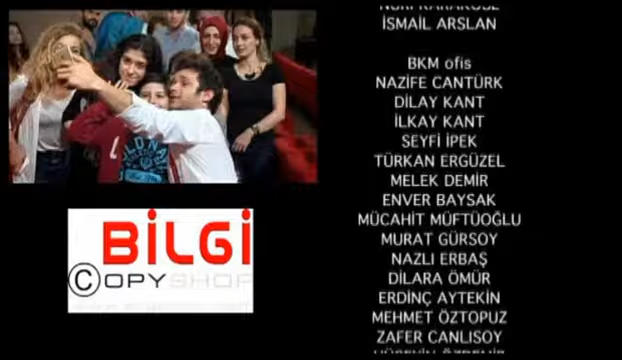 İSMAİL ARSLAN
BKM ofis
NAZİFE CANTÜRK
DİLAY KANT
İLKAY KANT
SEYFİ İPEK
TÜRKAN ERGÜZEL
MELEK DEMİR
ENVER BAYSAK
MÜCAHİT MÜFTÜOĞLU
MURAT GÜRSOY
NAZLI ERBAŞ
DİLARA ÖMÜR
ERDİNÇ AYTEKİN
MEHMET ÖZTOPUZ
ZAFER CANLISOY
BİLGİ
©OPYSHOP